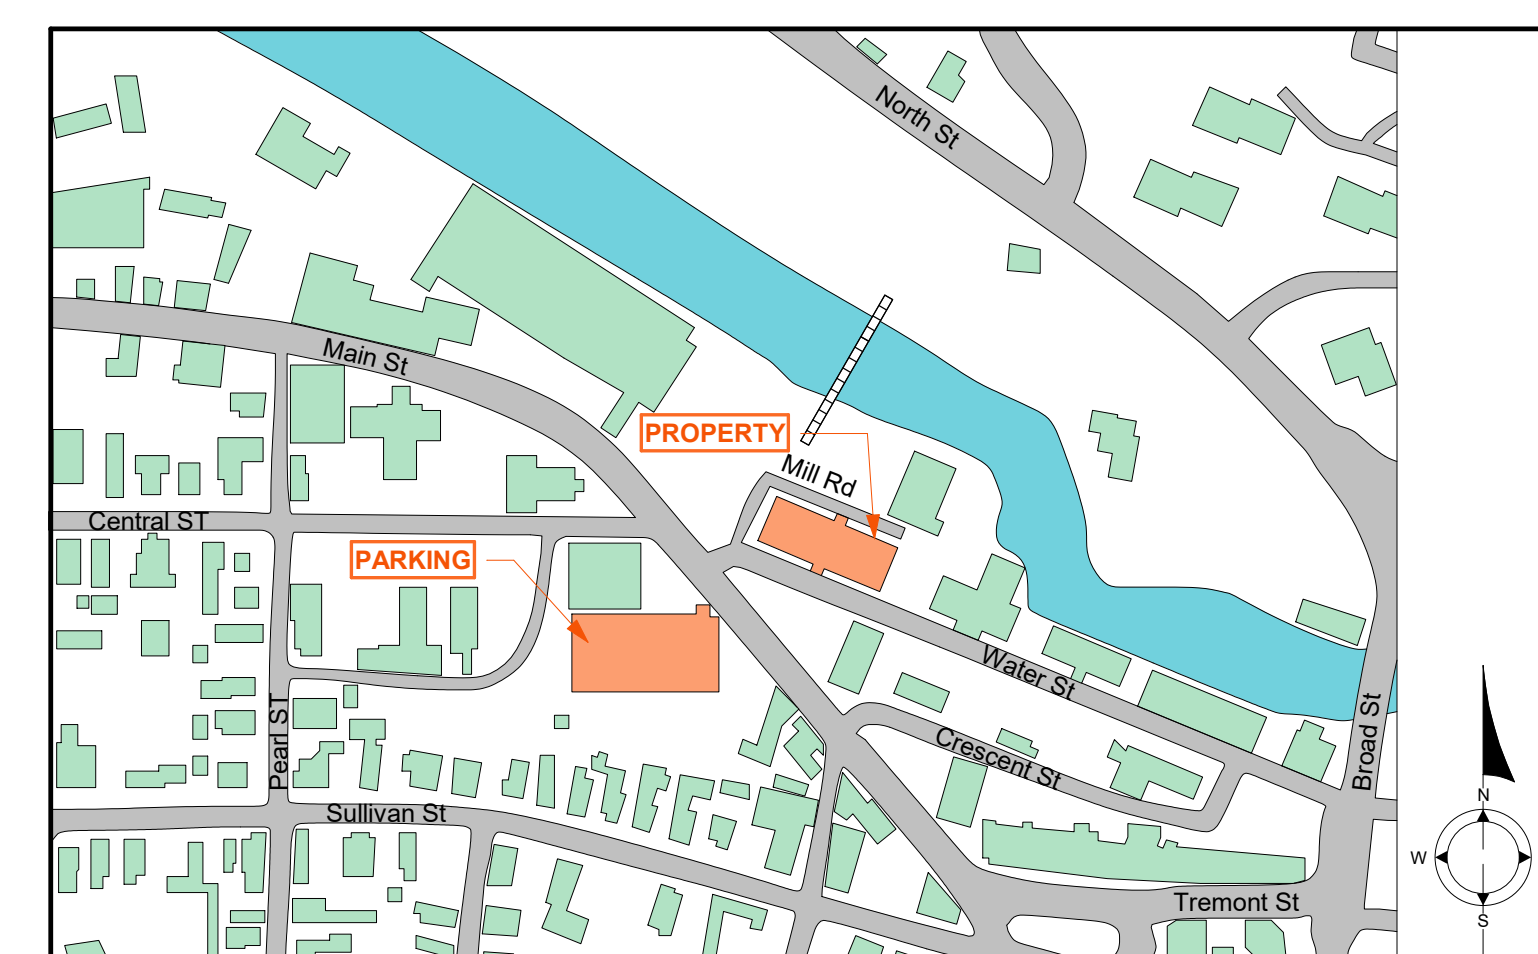 North St
Main St
PROPERTY
Mill Rd
Central ST
PARKING
Water St
Pearl ST
Broad St
Crescent St
Sullivan St
Tremont St
N
W
S